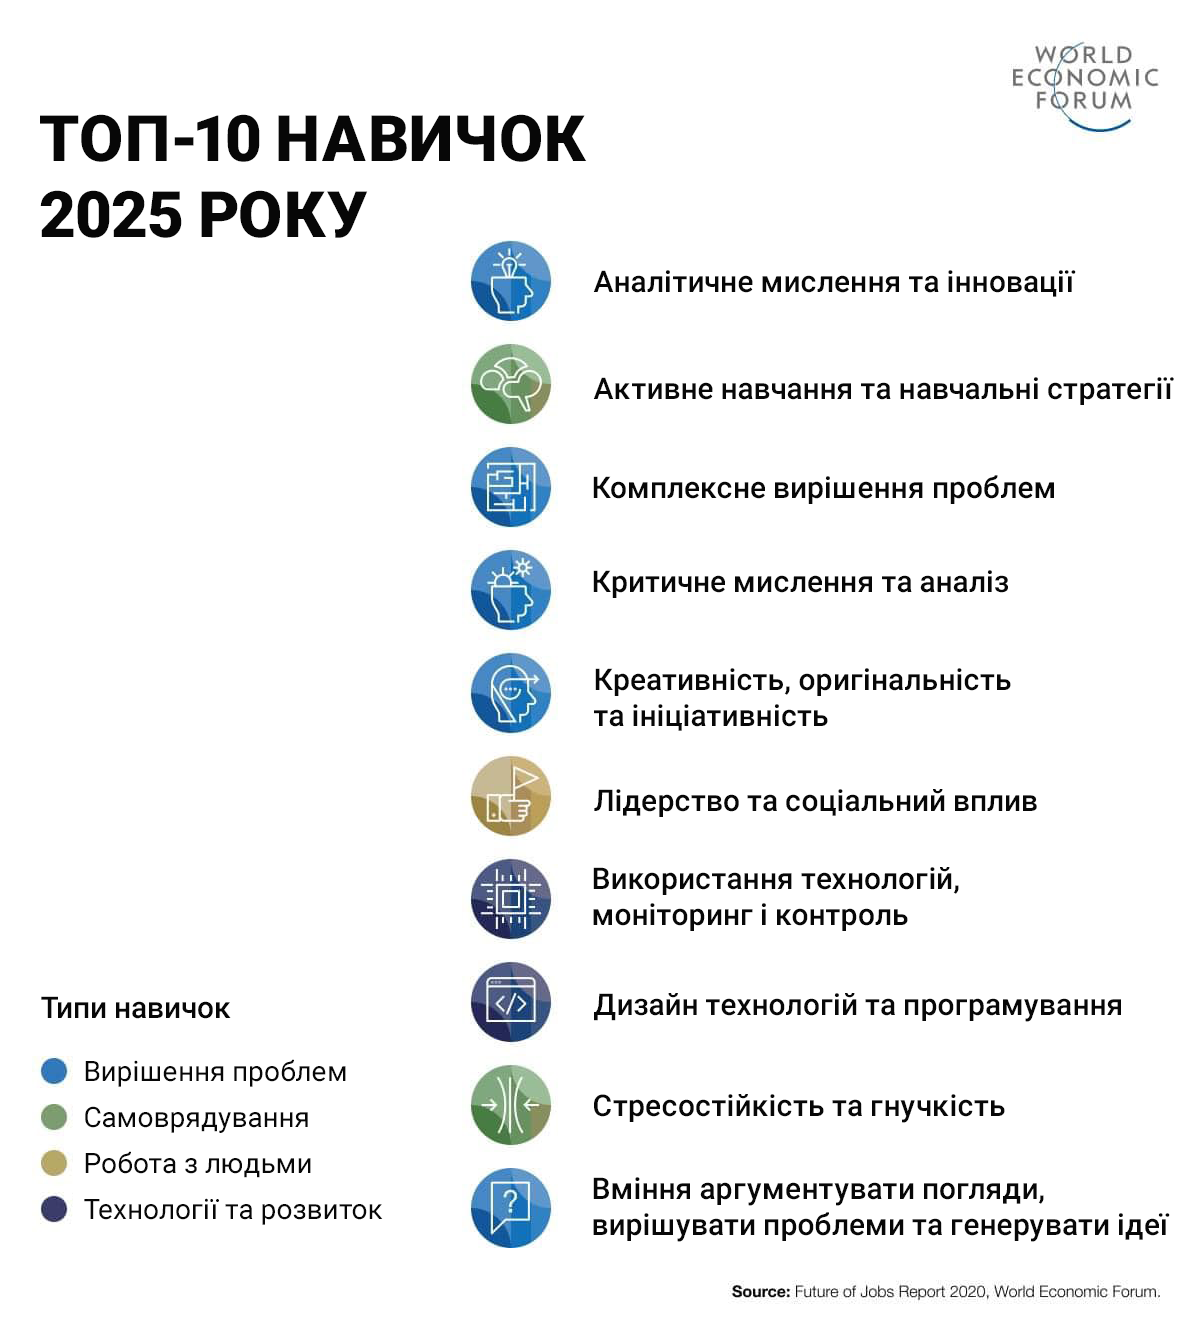 WORLD
ECONOMIC
FORUM
ТОП-10 НАВИЧОК
2025 РОКУ
Аналітичне мислення та інновації
Активне навчання та навчальні стратегії
Комплексне вирішення проблем
Критичне мислення та аналіз
Креативність, оригінальність
та ініціативність
Лідерство та соціальний вплив
Використання технологій,
моніторинг і контроль
Дизайн технологій та програмування
Стресостійкість та гнучкість
Вміння аргументувати погляди,
вирішувати проблеми та генерувати ідеї
Типи навичок
Вирішення проблем
Самоврядування
Робота з людьми
Технології та розвиток
Source: Future of Jobs Report 2020, World Economic Forum.